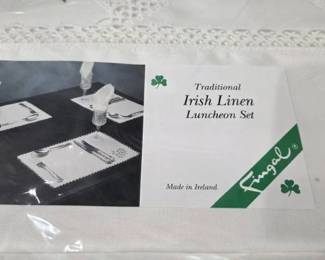 Traditional
Irish Linen
Luncheon Set
Made in Ireland
Fingal®